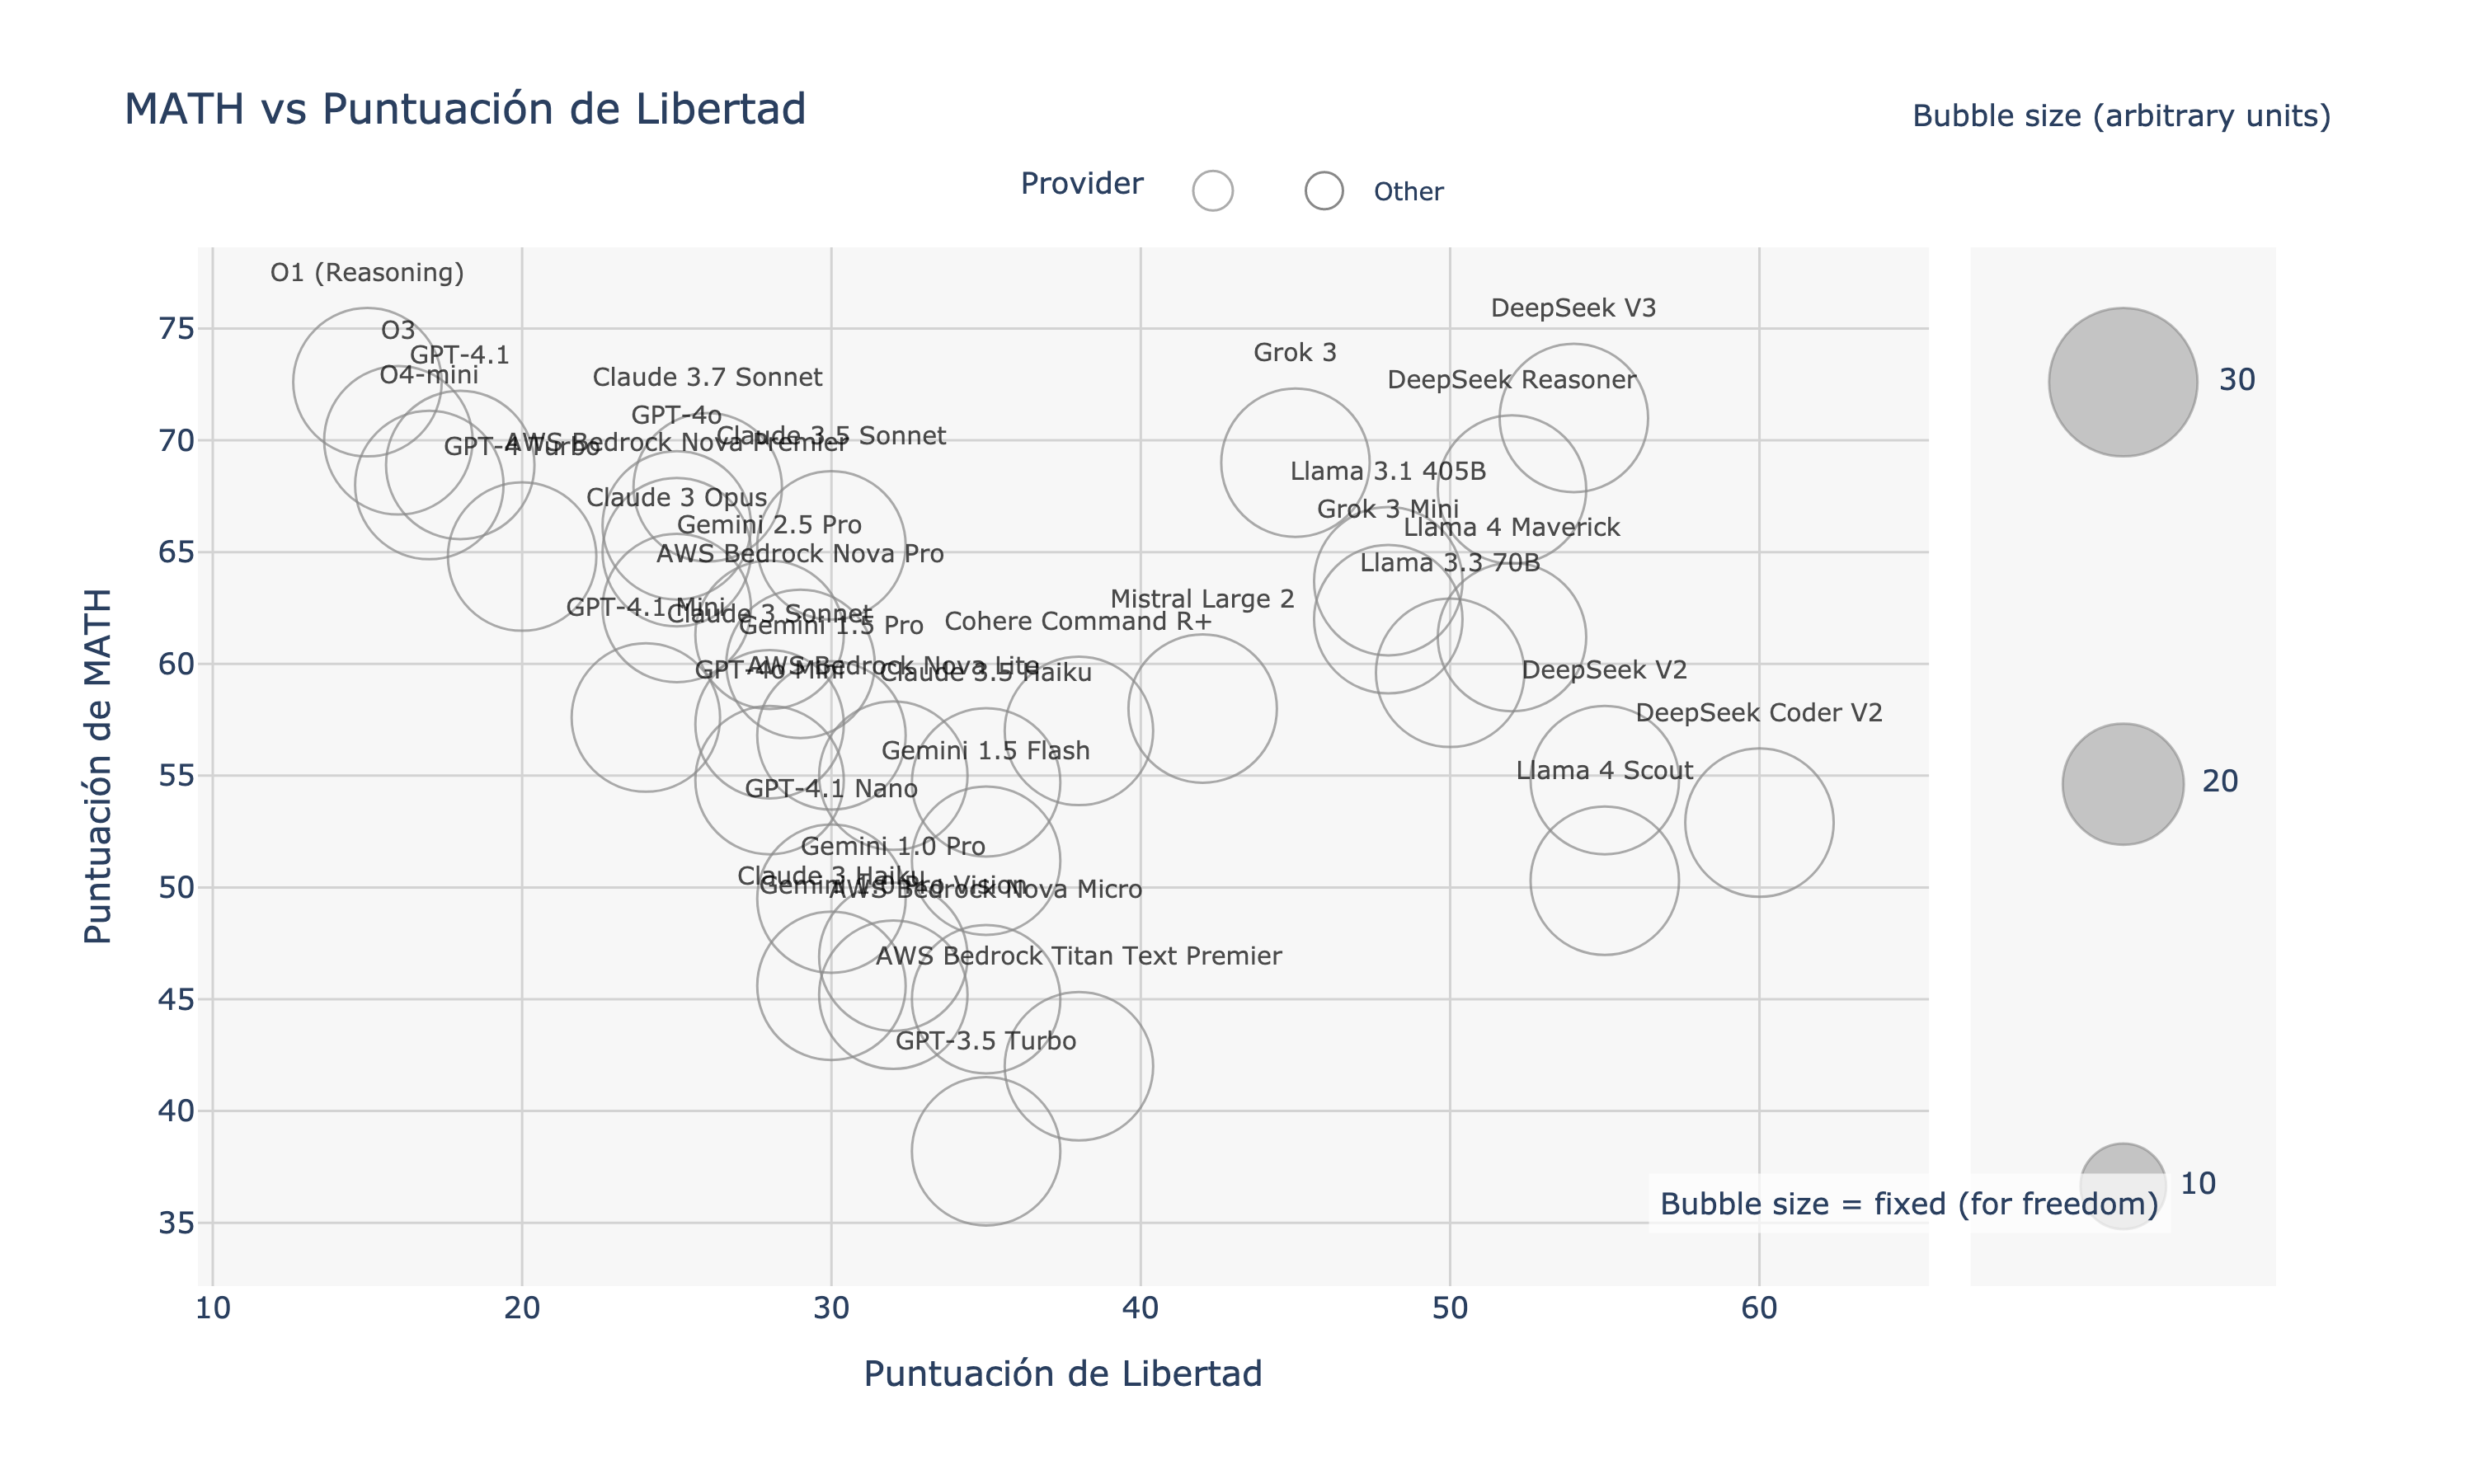 MATH vs Puntuación de Libertad
Bubble size (arbitrary units)
Provider
Other
O1 (Reasoning)
O3
GPT-4.1
O4-mini
GPT-4 Turbo
AWS Bedrock Nova Premier
Claude 3.7 Sonnet
GPT-4o
Claude 3.5 Sonnet
Claude 3 Opus
Gemini 2.5 Pro
AWS Bedrock Nova Pro
GPT-4.1 Mini
Claude 3 Sonnet
Gemini 1.5 Pro
GPT-4o Mini
AWS Bedrock Nova Lite
Claude 3.5 Haiku
Cohere Command R+
Mistral Large 2
Gemini 1.5 Flash
GPT-4.1 Nano
Gemini 1.0 Pro
Claude 3 Haiku
Gemini 1.0 Pro Vision
AWS Bedrock Nova Micro
AWS Bedrock Titan Text Premier
GPT-3.5 Turbo
Grok 3
DeepSeek V3
DeepSeek Reasoner
Llama 3.1 405B
Grok 3 Mini
Llama 4 Maverick
Llama 3.3 70B
DeepSeek V2
DeepSeek Coder V2
Llama 4 Scout
75
70
65
60
55
50
45
40
35
Puntuación de MATH
10
20
30
40
50
60
Puntuación de Libertad
30
20
10
Bubble size = fixed (for freedom)